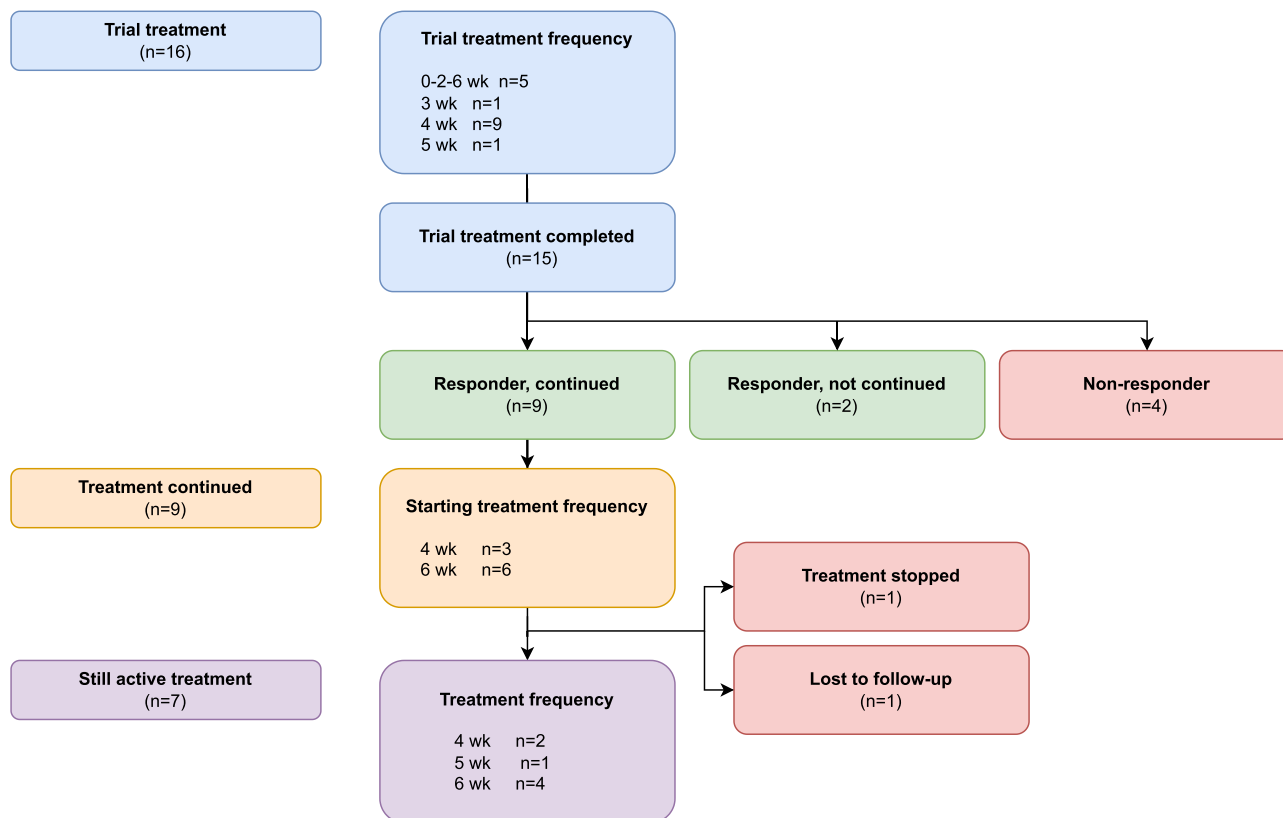 Trial treatment
(n=16)
Trial treatment frequency
0-2-6 wk n=5
3 wk n=1
4 wk n=9
5 wk n=1
Trial treatment completed
(n=15)
Responder, continued
(n=9)
Responder, not continued
(n=2)
Non-responder
(n=4)
Treatment continued
(n=9)
Starting treatment frequency
4 wk n=3
6 wk n=6
Treatment stopped
(n=1)
Lost to follow-up
(n=1)
Still active treatment
(n=7)
Treatment frequency
4 wk n=2
5 wk n=1
6 wk n=4